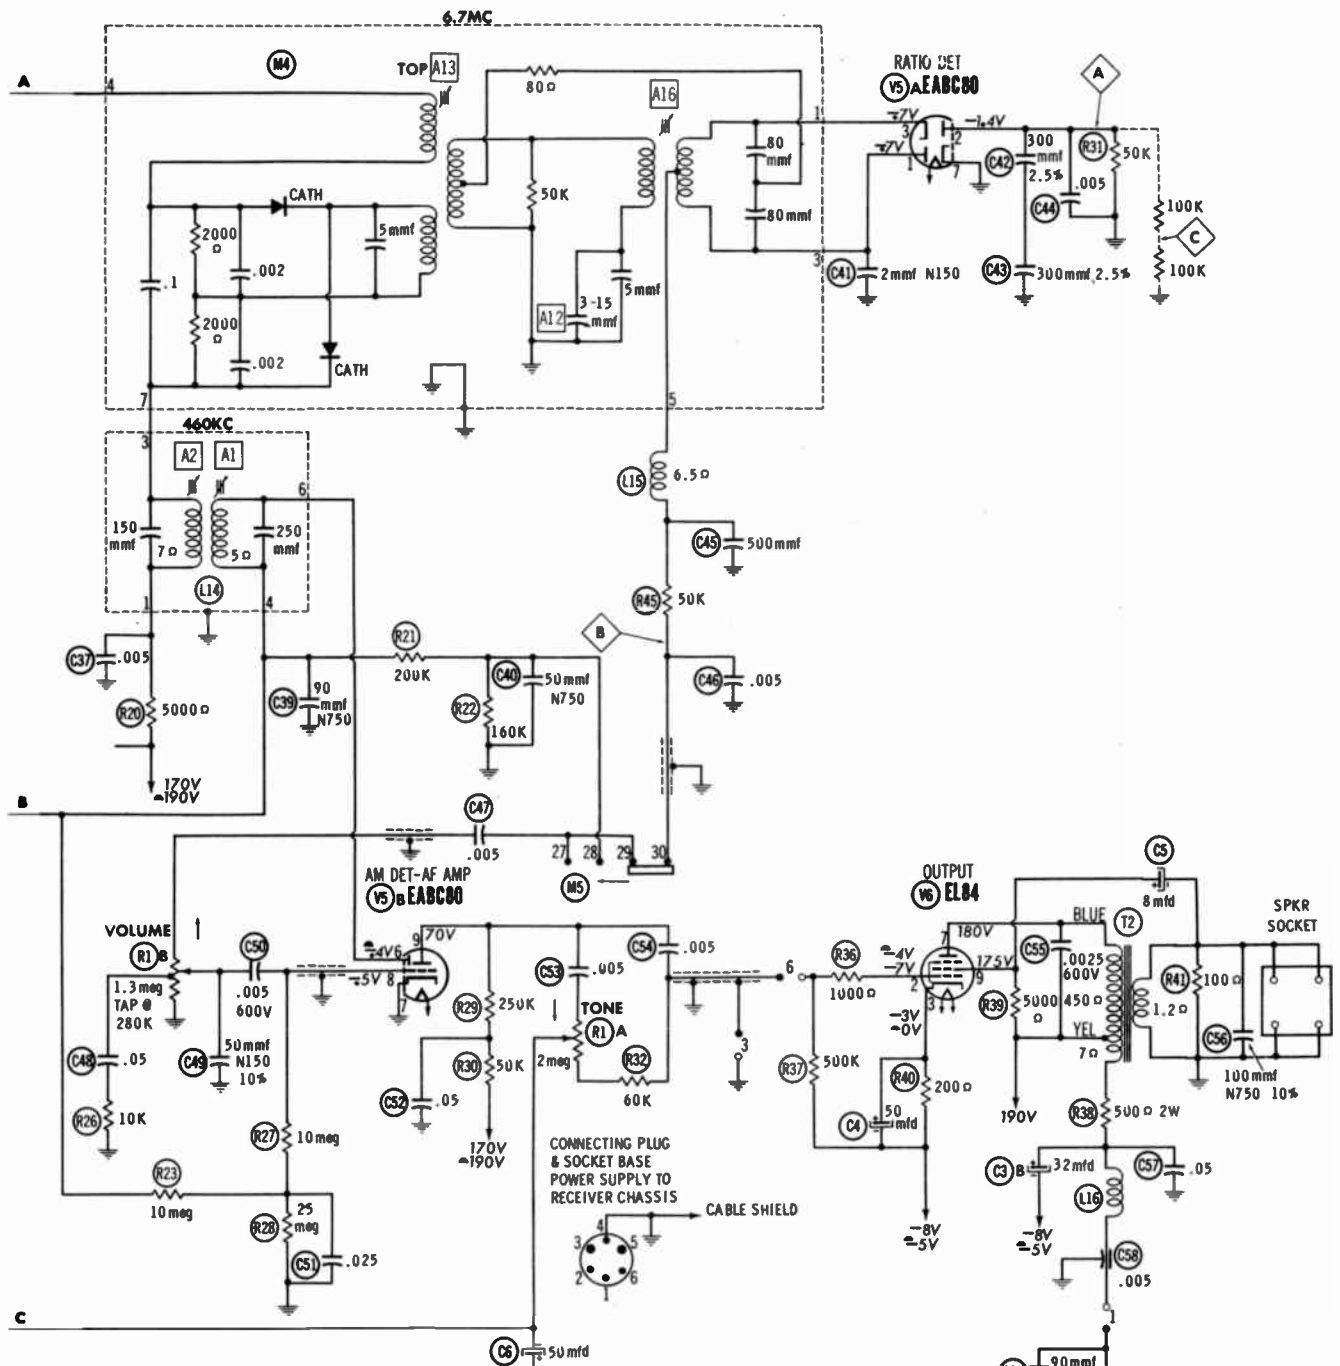 6.7MC
A
4
M4
TOP A13
80Ω
A16
1
RATIO DET
V5 A EABC80
A
-.7V
3
-1.4V
2
-.7V
1
7
80 mmf
80mmf
50K
C42
300 mmf 2.5%
R31
50K
C44
.005
100K
C
100K
CATH
2000 Ω
.002
5mmf
.1
2000 Ω
.002
CATH
A12
3-15 mmf
5mmf
3
C41
2mmf N150
C43
300mmf 2.5%
7
5
460KC
3
A2
A1
6
150 mmf
7Ω
5Ω
250 mmf
L14
1
4
L15
6.5Ω
C45
500mmf
R45
50K
B
C46
.005
C37
.005
R20
5000Ω
170V
190V
C39
90 mmf N750
R21
200K
R22
160K
C40
50mmf N750
B
C47
.005
27
28
29
30
M5
AM DET-AF AMP
V5 B EABC80
OUTPUT
V6 EL84
C5
8mfd
SPKR SOCKET
VOLUME
R1 B
1.3 meg
TAP @
280K
C50
.005
600V
-.4V
6
-.5V
8
9
70V
7
C48
.05
C49
50mmf
N150
10%
R26
10K
R27
10meg
R23
10meg
R28
25 meg
C51
.025
R29
250K
R30
50K
C52
.05
170V
190V
C53
.005
C54
.005
TONE
R1 A
2meg
R32
60K
6
3
R36
1000Ω
-4V
-7V
2
3
7
180V
175V
9
-3V
-0V
R37
500K
R40
200Ω
C4
50 mfd
-8V
-5V
R39
5000 Ω
190V
C55
.0025
600V
BLUE
T2
450Ω
YEL
7Ω
1.2Ω
R41
100Ω
C56
100mmf
N750 10%
R38
500Ω 2W
C3 B
32mfd
-8V
-5V
C57
.05
L16
C58
.005
1
90mmf
CONNECTING PLUG
& SOCKET BASE
POWER SUPPLY TO
RECEIVER CHASSIS
CABLE SHIELD
4
3
5
2
6
1
C
C6
50mfd